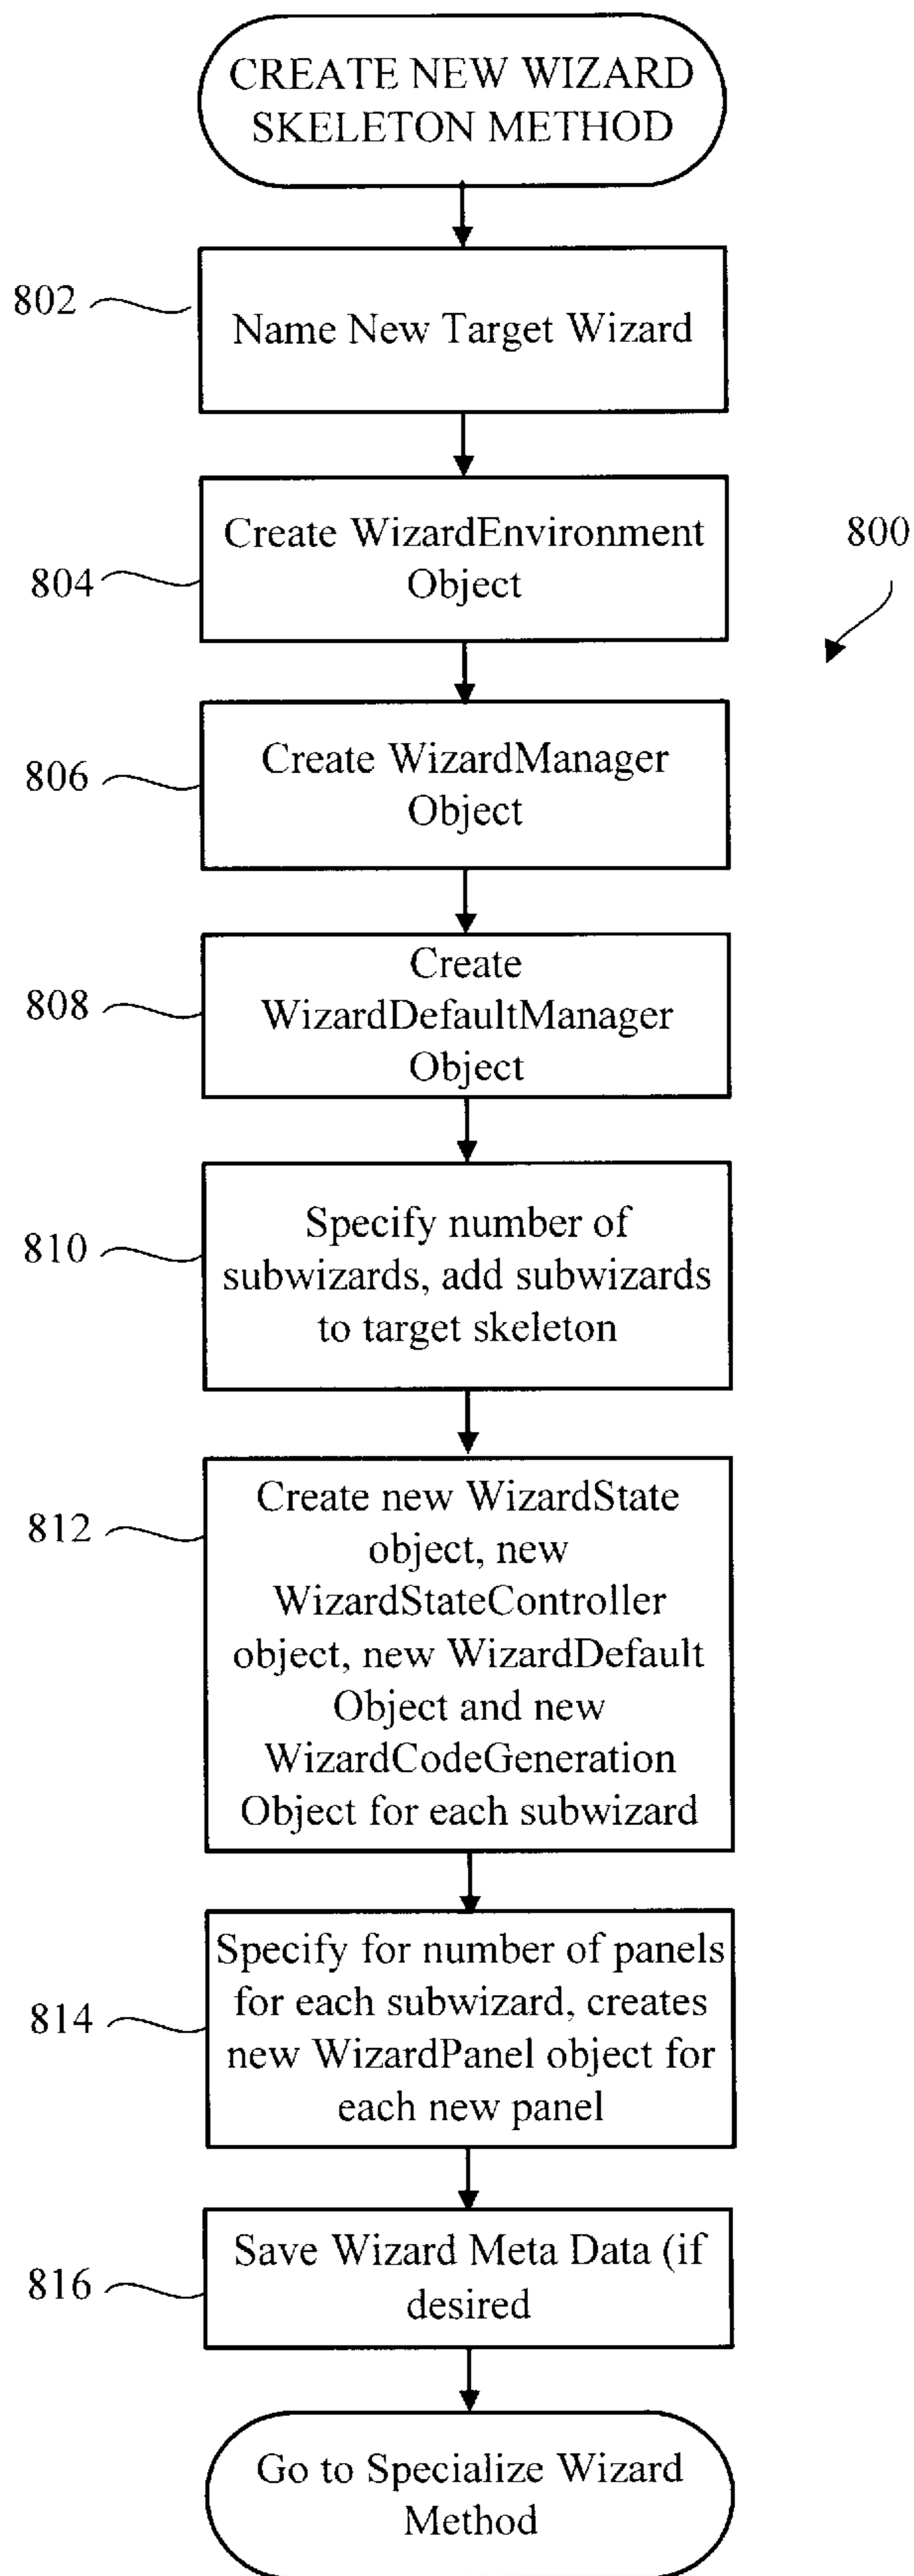 CREATE NEW WIZARD
SKELETON METHOD
802
Name New Target Wizard
800
Create WizardEnvironment
Object
804
Create WizardManager
Object
806
Create
WizardDefaultManager
Object
808
Specify number of
subwizards, add subwizards
to target skeleton
810
Create new WizardState
object, new
WizardStateController
object, new WizardDefault
Object and new
WizardCodeGeneration
Object for each subwizard
812
Specify for number of panels
for each subwizard, creates
new WizardPanel object for
each new panel
814
Save Wizard Meta Data (if
desired
816
Go to Specialize Wizard
Method